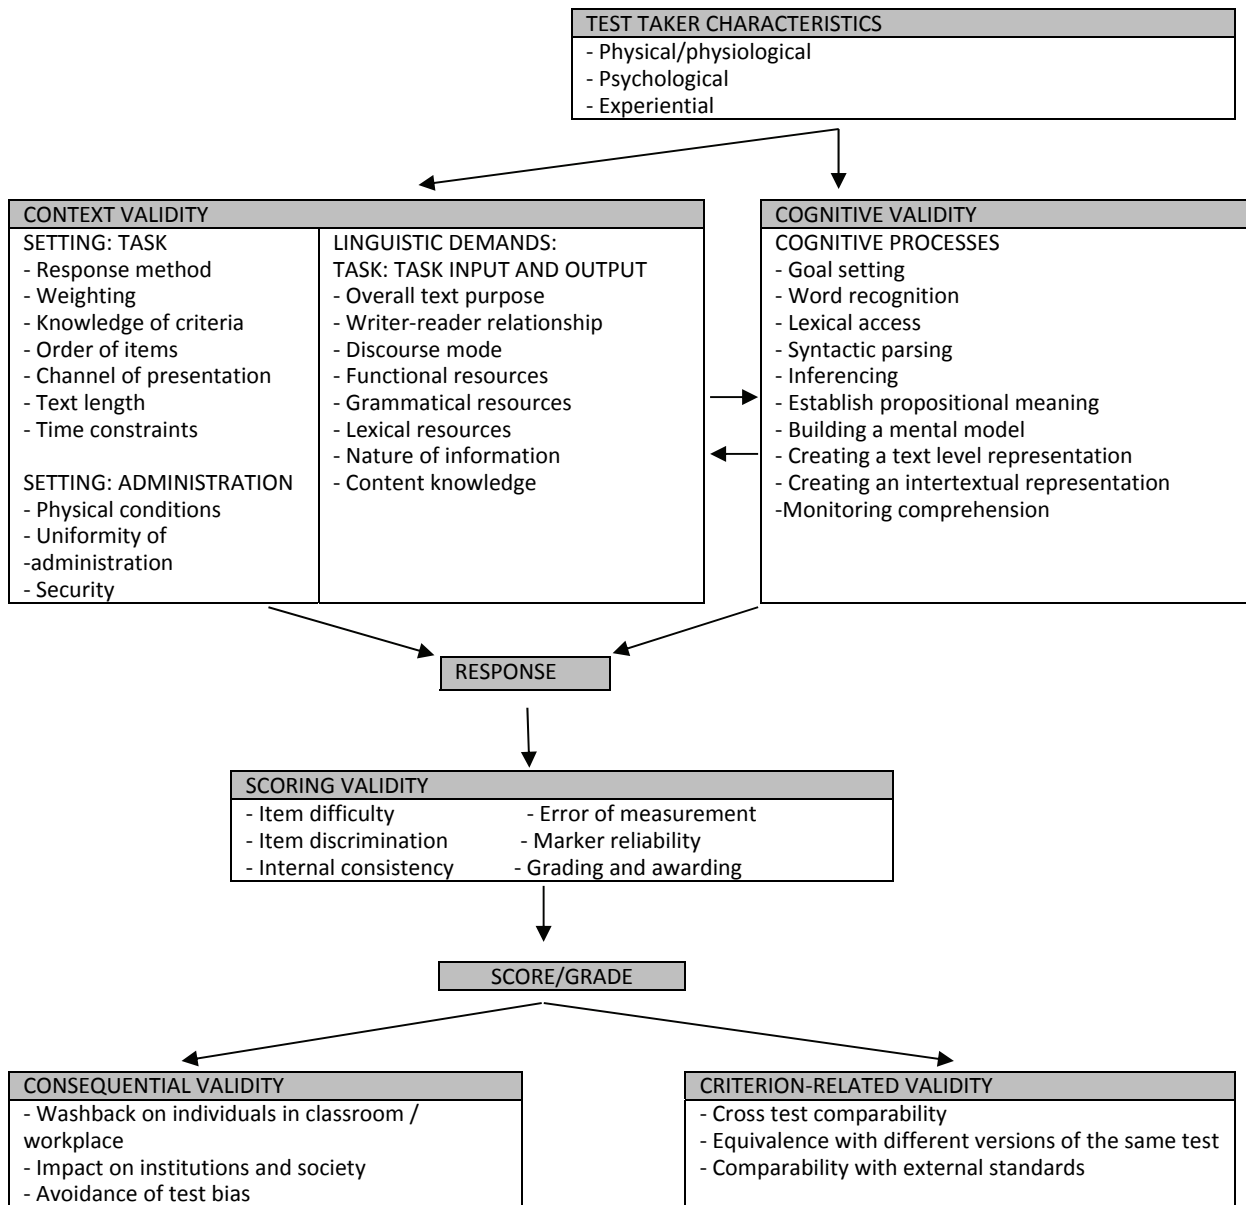 TEST TAKER CHARACTERISTICS
- Physical/physiological
- Psychological
- Experiential
CONTEXT VALIDITY
SETTING: TASK
- Response method
- Weighting
- Knowledge of criteria
- Order of items
- Channel of presentation
- Text length
- Time constraints
SETTING: ADMINISTRATION
- Physical conditions
- Uniformity of
-administration
- Security
LINGUISTIC DEMANDS:
TASK: TASK INPUT AND OUTPUT
- Overall text purpose
- Writer-reader relationship
- Discourse mode
- Functional resources
- Grammatical resources
- Lexical resources
- Nature of information
- Content knowledge
COGNITIVE VALIDITY
COGNITIVE PROCESSES
- Goal setting
- Word recognition
- Lexical access
- Syntactic parsing
- Inferencing
- Establish propositional meaning
- Building a mental model
- Creating a text level representation
- Creating an intertextual representation
-Monitoring comprehension
RESPONSE
SCORING VALIDITY
- Item difficulty - Error of measurement
- Item discrimination - Marker reliability
- Internal consistency - Grading and awarding
SCORE/GRADE
CONSEQUENTIAL VALIDITY
- Washback on individuals in classroom /
workplace
- Impact on institutions and society
- Avoidance of test bias
CRITERION-RELATED VALIDITY
- Cross test comparability
- Equivalence with different versions of the same test
- Comparability with external standards